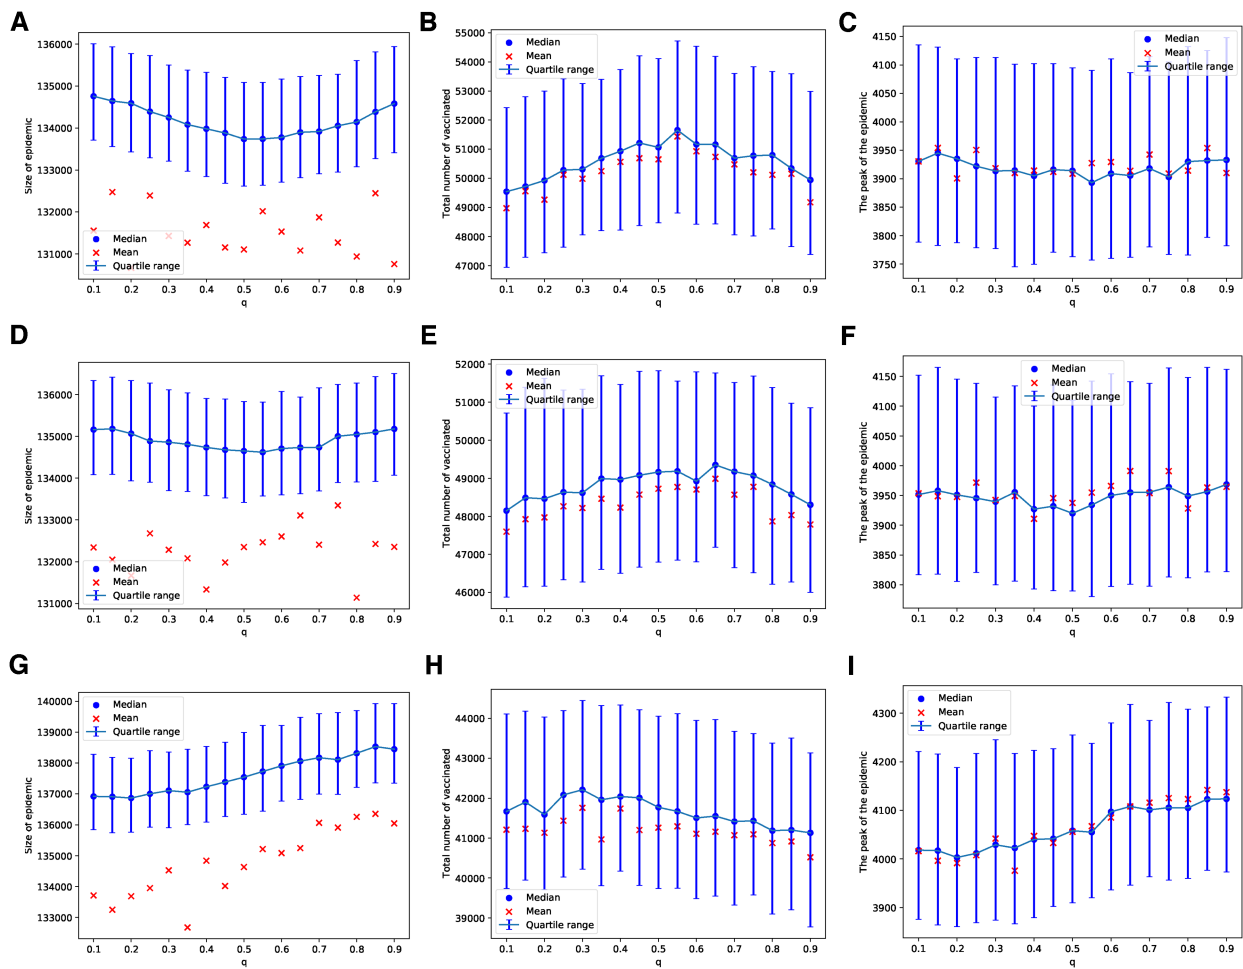 A
136000
135000
134000
133000
132000
131000
Size of epidemic
Median
Mean
Quartile range
0.1 0.2 0.3 0.4 0.5 0.6 0.7 0.8 0.9
q
B
55000
54000
53000
52000
51000
50000
49000
48000
47000
Total number of vaccinated
Median
Mean
Quartile range
0.1 0.2 0.3 0.4 0.5 0.6 0.7 0.8 0.9
q
C
4150
4100
4050
4000
3950
3900
3850
3800
3750
The peak of the epidemic
Median
Mean
Quartile range
0.1 0.2 0.3 0.4 0.5 0.6 0.7 0.8 0.9
q
D
136000
135000
134000
133000
132000
131000
Size of epidemic
Median
Mean
Quartile range
0.1 0.2 0.3 0.4 0.5 0.6 0.7 0.8 0.9
q
E
52000
51000
50000
49000
48000
47000
46000
Total number of vaccinated
Median
Mean
Quartile range
0.1 0.2 0.3 0.4 0.5 0.6 0.7 0.8 0.9
q
F
4150
4100
4050
4000
3950
3900
3850
3800
The peak of the epidemic
Median
Mean
Quartile range
0.1 0.2 0.3 0.4 0.5 0.6 0.7 0.8 0.9
q
G
140000
139000
138000
137000
136000
135000
134000
133000
Size of epidemic
Median
Mean
Quartile range
0.1 0.2 0.3 0.4 0.5 0.6 0.7 0.8 0.9
q
H
44000
43000
42000
41000
40000
39000
Total number of vaccinated
Median
Mean
Quartile range
0.1 0.2 0.3 0.4 0.5 0.6 0.7 0.8 0.9
q
I
4300
4200
4100
4000
3900
The peak of the epidemic
Median
Mean
Quartile range
0.1 0.2 0.3 0.4 0.5 0.6 0.7 0.8 0.9
q